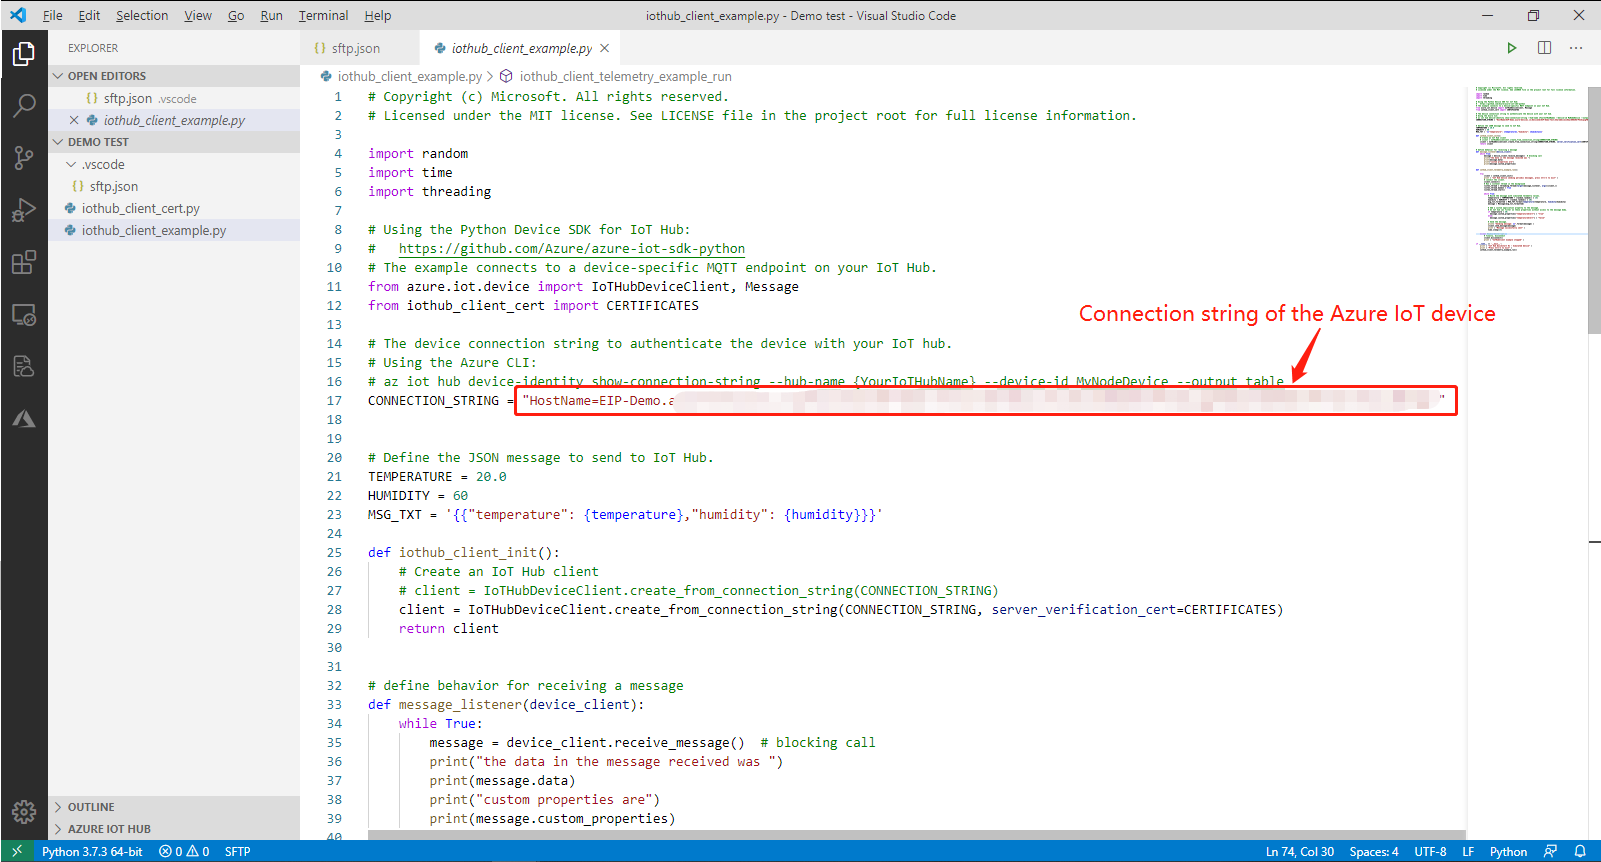 File Edit Selection View Go Run Terminal Help
iothub_client_example.py - Demo test - Visual Studio Code
EXPLORER
OPEN EDITORS
{} sftp.json .vscode
iothub_client_example.py
DEMO TEST
.vscode
{} sftp.json
iothub_client_cert.py
iothub_client_example.py
OUTLINE
AZURE IOT HUB
{} sftp.json
iothub_client_example.py
iothub_client_example.py > iothub_client_telemetry_example_run
1 # Copyright (c) Microsoft. All rights reserved.
2 # Licensed under the MIT license. See LICENSE file in the project root for full license information.
3
4 import random
5 import time
6 import threading
7
8 # Using the Python Device SDK for IoT Hub:
9 #   https://github.com/Azure/azure-iot-sdk-python
10 # The example connects to a device-specific MQTT endpoint on your IoT Hub.
11 from azure.iot.device import IoTHubDeviceClient, Message
12 from iothub_client_cert import CERTIFICATES
13
Connection string of the Azure IoT device
14 # The device connection string to authenticate the device with your IoT hub.
15 # Using the Azure CLI:
16 # az iot hub device-identity show-connection-string --hub-name {YourIoTHubName} --device-id MyNodeDevice --output table
17 CONNECTION_STRING = "HostName=EIP-Demo.a "
18
19
20 # Define the JSON message to send to IoT Hub.
21 TEMPERATURE = 20.0
22 HUMIDITY = 60
23 MSG_TXT = '{{"temperature": {temperature},"humidity": {humidity}}}'
24
25 def iothub_client_init():
26     # Create an IoT Hub client
27     # client = IoTHubDeviceClient.create_from_connection_string(CONNECTION_STRING)
28     client = IoTHubDeviceClient.create_from_connection_string(CONNECTION_STRING, server_verification_cert=CERTIFICATES)
29     return client
30
31
32 # define behavior for receiving a message
33 def message_listener(device_client):
34     while True:
35         message = device_client.receive_message()  # blocking call
36         print("the data in the message received was ")
37         print(message.data)
38         print("custom properties are")
39         print(message.custom_properties)
40
Python 3.7.3 64-bit 0 0 SFTP
Ln 74, Col 30 Spaces: 4 UTF-8 LF Python